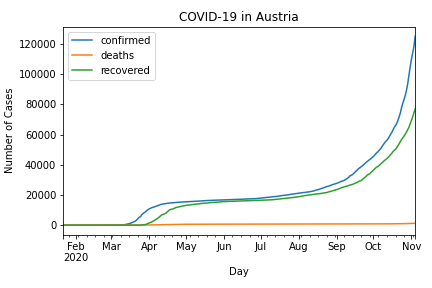 COVID-19 in Austria
confirmed
deaths
recovered
Number of Cases
120000
100000
80000
60000
40000
20000
0
Feb Mar Apr May Jun Jul Aug Sep Oct Nov
2020
Day